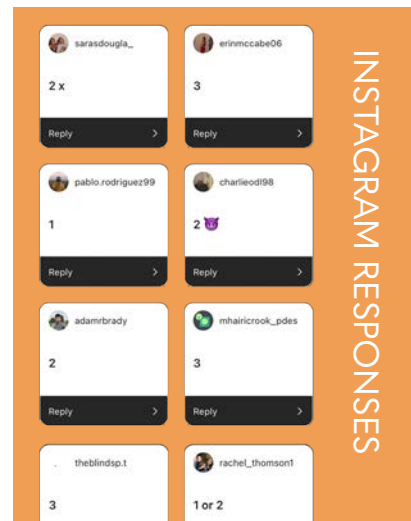 sarasdougla_
2 x
Reply
erinmccabe06
3
Reply
pablo.rodriguez99
1
Reply
charlieodl98
2 😈
Reply
adamrbrady
2
Reply
mhairicrook_pdes
3
Reply
theblindsp.t
3
rachel_thomson1
1 or 2
INSTAGRAM RESPONSES